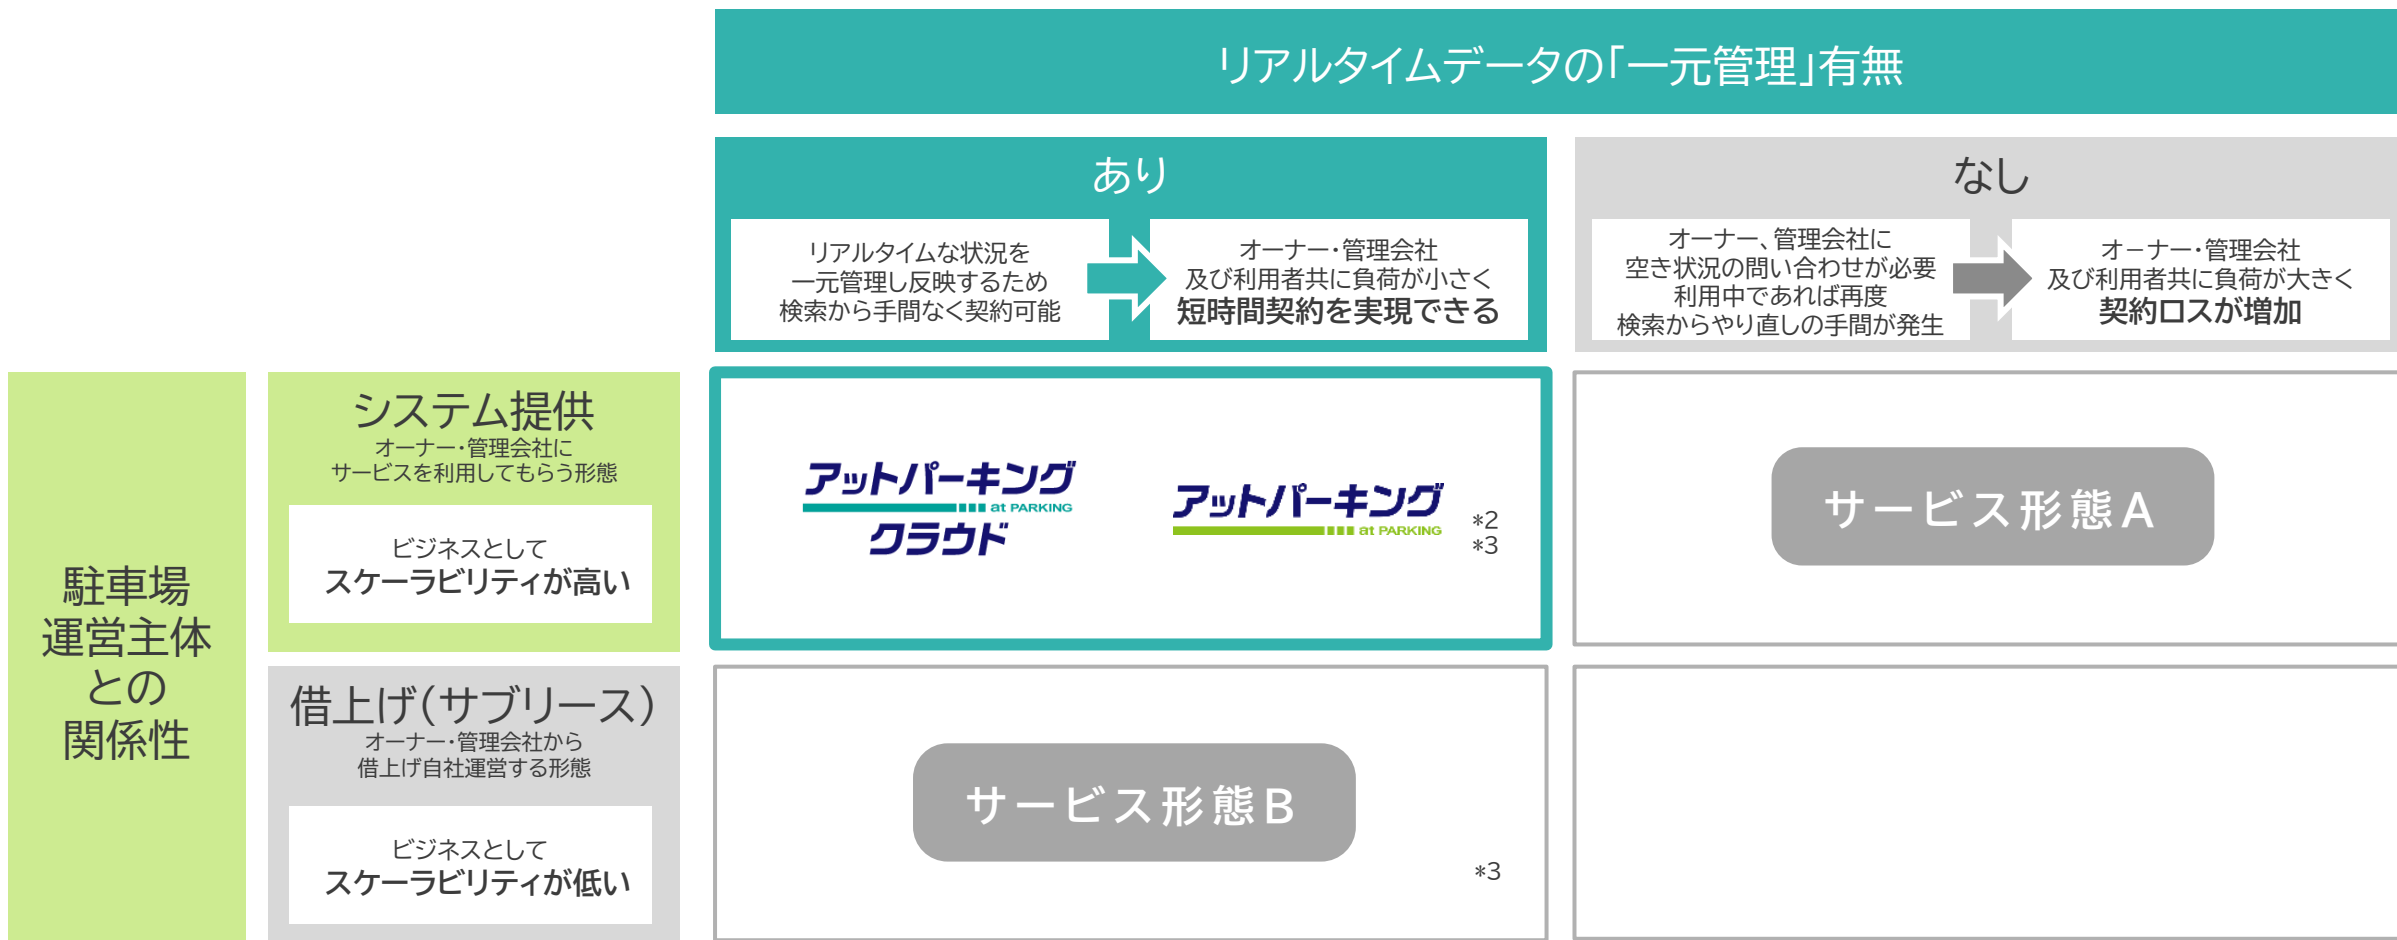 リアルタイムデータの「一元管理」有無
あり
リアルタイムな状況を
一元管理し反映するため
検索から手間なく契約可能
オーナー・管理会社
及び利用者共に負荷が小さく
短時間契約を実現できる
なし
オーナー、管理会社に
空き状況の問い合わせが必要
利用中であれば再度
検索からやり直しの手間が発生
オーナー・管理会社
及び利用者共に負荷が大きく
契約ロスが増加
駐車場
運営主体
との
関係性
システム提供
オーナー・管理会社に
サービスを利用してもらう形態
ビジネスとして
スケーラビリティが高い
アットパーキング
at PARKING
クラウド
アットパーキング
at PARKING
*2
*3
サービス形態A
借上げ(サブリース)
オーナー・管理会社から
借上げ自社運営する形態
ビジネスとして
スケーラビリティが低い
サービス形態B
*3